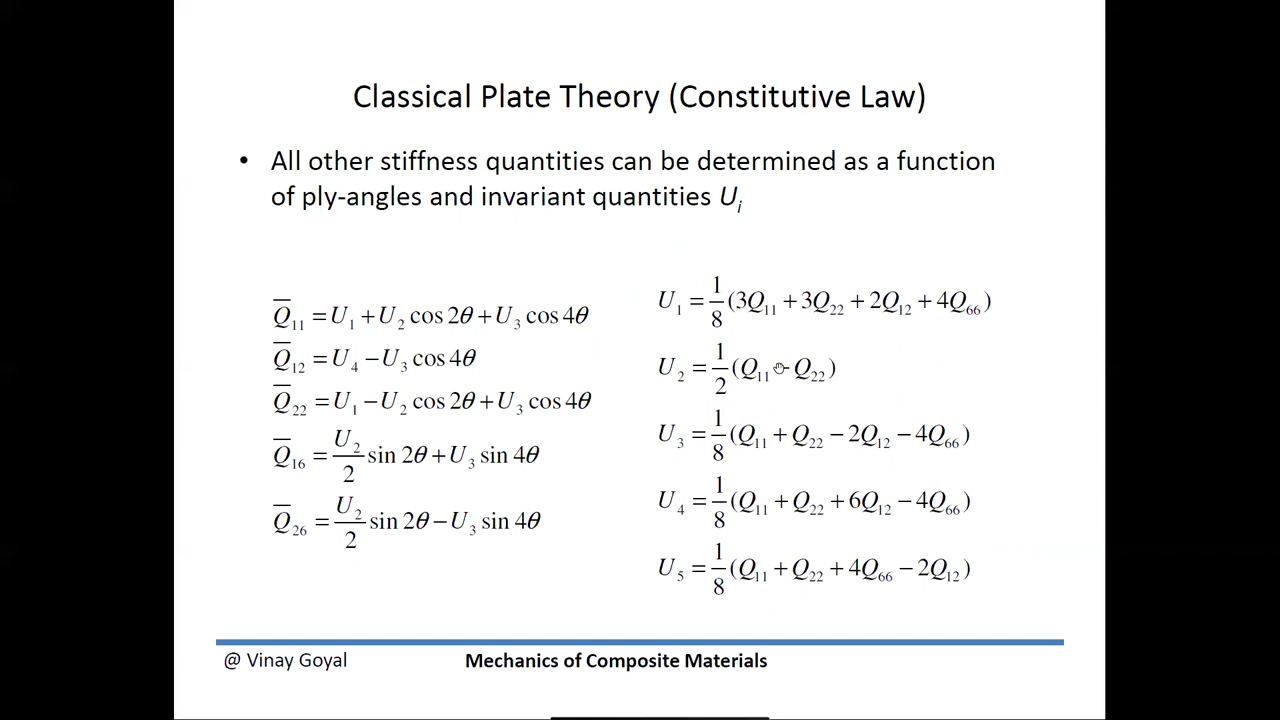 Classical Plate Theory (Constitutive Law)
• All other stiffness quantities can be determined as a function
of ply-angles and invariant quantities Uᵢ
Q̅₁₁ = U₁ + U₂ cos 2θ + U₃ cos 4θ
Q̅₁₂ = U₄ − U₃ cos 4θ
Q̅₂₂ = U₁ − U₂ cos 2θ + U₃ cos 4θ
Q̅₁₆ = U₂/2 sin 2θ + U₃ sin 4θ
Q̅₂₆ = U₂/2 sin 2θ − U₃ sin 4θ
U₁ = 1/8 (3Q₁₁ + 3Q₂₂ + 2Q₁₂ + 4Q₆₆)
U₂ = 1/2 (Q₁₁ − Q₂₂)
U₃ = 1/8 (Q₁₁ + Q₂₂ − 2Q₁₂ − 4Q₆₆)
U₄ = 1/8 (Q₁₁ + Q₂₂ + 6Q₁₂ − 4Q₆₆)
U₅ = 1/8 (Q₁₁ + Q₂₂ + 4Q₆₆ − 2Q₁₂)
@ Vinay Goyal
Mechanics of Composite Materials